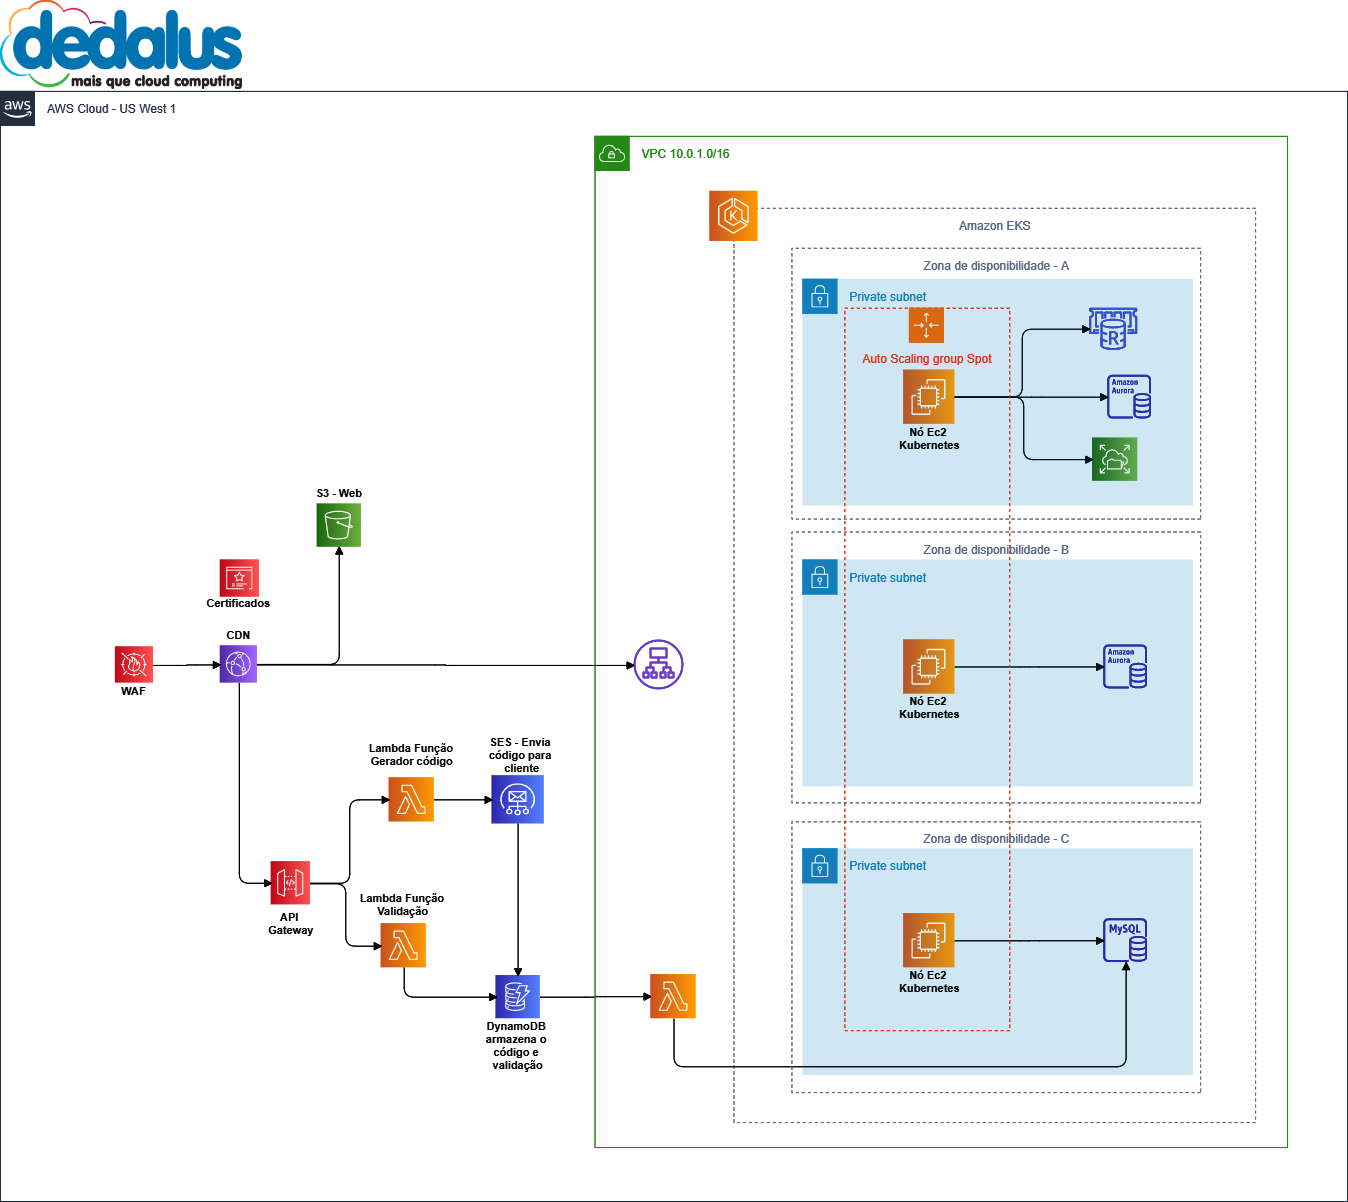 dedalus
mais que cloud computing
aws
AWS Cloud - US West 1
VPC 10.0.1.0/16
K
Amazon EKS
Zona de disponibilidade - A
Private subnet
Auto Scaling group Spot
R
Amazon
Aurora
Nó Ec2
Kubernetes
S3 - Web
Zona de disponibilidade - B
Private subnet
Certificados
CDN
WAF
Amazon
Aurora
Nó Ec2
Kubernetes
Lambda Função
Gerador código
SES - Envia
código para
cliente
Zona de disponibilidade - C
Private subnet
API
Gateway
Lambda Função
Validação
MySQL
Nó Ec2
Kubernetes
DynamoDB
armazena o
código e
validação